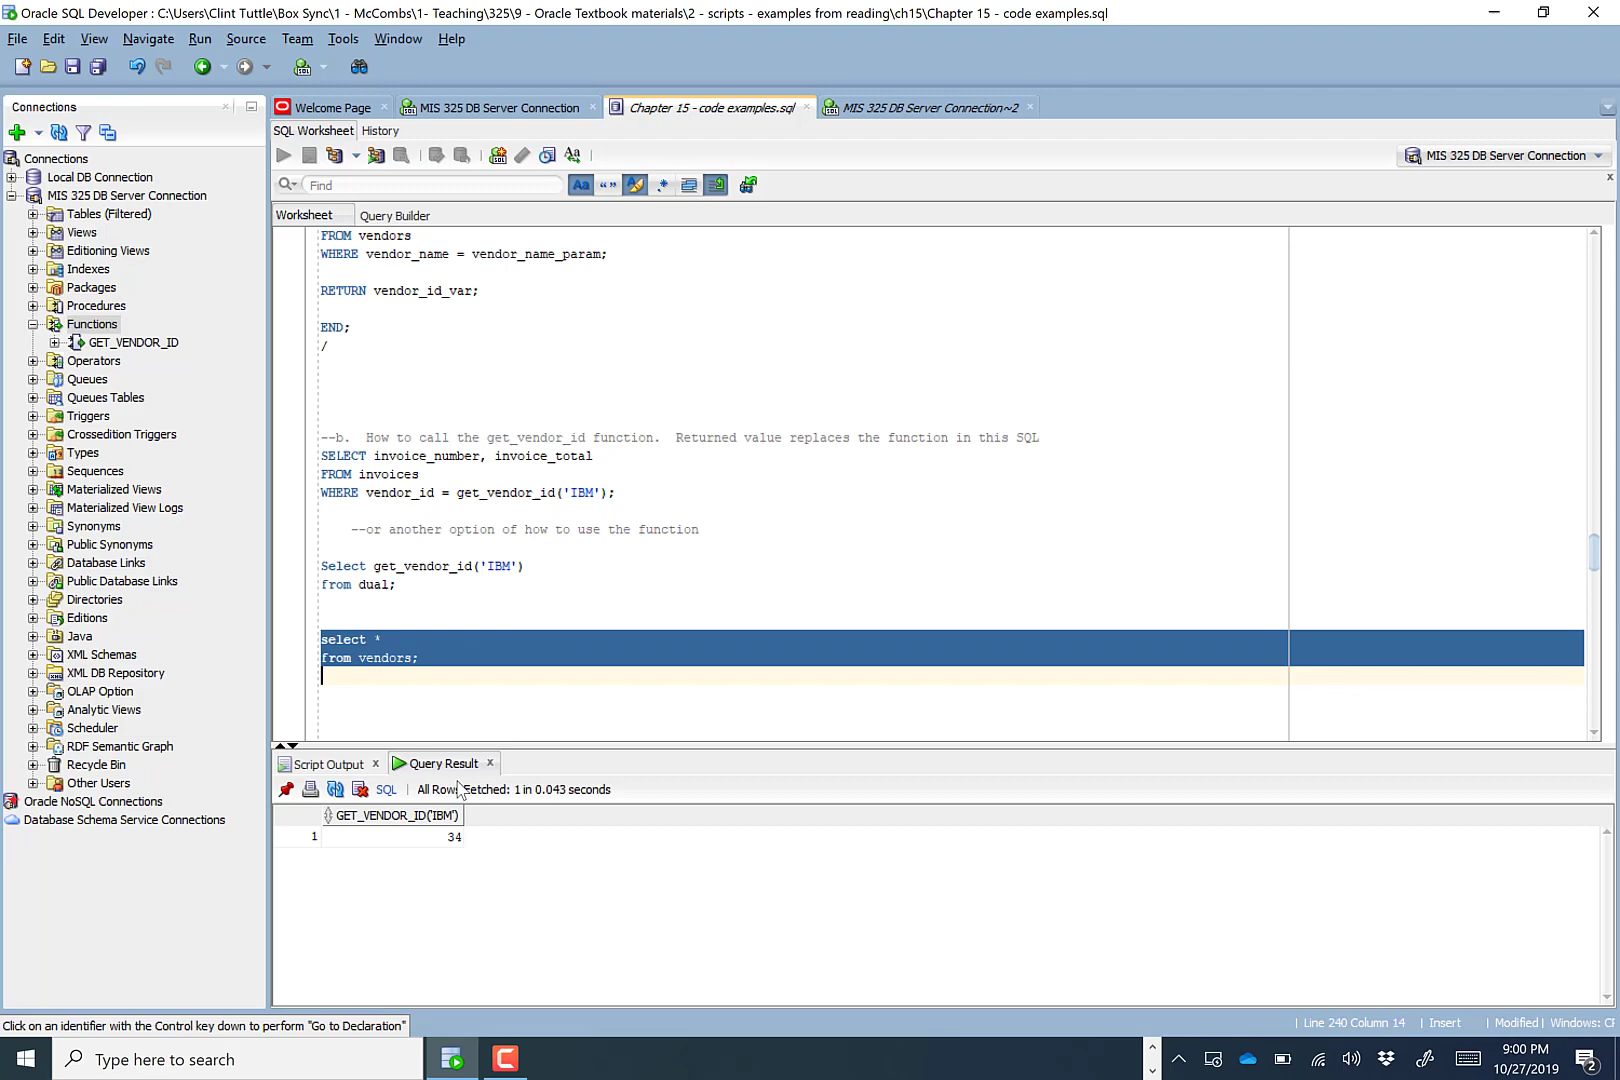 Oracle SQL Developer : C:\Users\Clint Tuttle\Box Sync\1 - McCombs\1- Teaching\325\9 - Oracle Textbook materials\2 - scripts - examples from reading\ch15\Chapter 15 - code examples.sql
File Edit View Navigate Run Source Team Tools Window Help
Connections
Welcome Page
MIS 325 DB Server Connection
Chapter 15 - code examples.sql
MIS 325 DB Server Connection~2
SQL Worksheet History
MIS 325 DB Server Connection
Find
Worksheet Query Builder
Connections
Local DB Connection
MIS 325 DB Server Connection
Tables (Filtered)
Views
Editioning Views
Indexes
Packages
Procedures
Functions
GET_VENDOR_ID
Operators
Queues
Queues Tables
Triggers
Crossedition Triggers
Types
Sequences
Materialized Views
Materialized View Logs
Synonyms
Public Synonyms
Database Links
Public Database Links
Directories
Editions
Java
XML Schemas
XML DB Repository
OLAP Option
Analytic Views
Scheduler
RDF Semantic Graph
Recycle Bin
Other Users
Oracle NoSQL Connections
Database Schema Service Connections
FROM vendors
WHERE vendor_name = vendor_name_param;
RETURN vendor_id_var;
END;
/
--b. How to call the get_vendor_id function. Returned value replaces the function in this SQL
SELECT invoice_number, invoice_total
FROM invoices
WHERE vendor_id = get_vendor_id('IBM');
--or another option of how to use the function
Select get_vendor_id('IBM')
from dual;
select *
from vendors;
Script Output
Query Result
SQL | All Rows Fetched: 1 in 0.043 seconds
GET_VENDOR_ID('IBM')
1 34
Click on an identifier with the Control key down to perform "Go to Declaration"
Line 240 Column 14 | Insert | Modified | Windows: CF
Type here to search
9:00 PM
10/27/2019
2